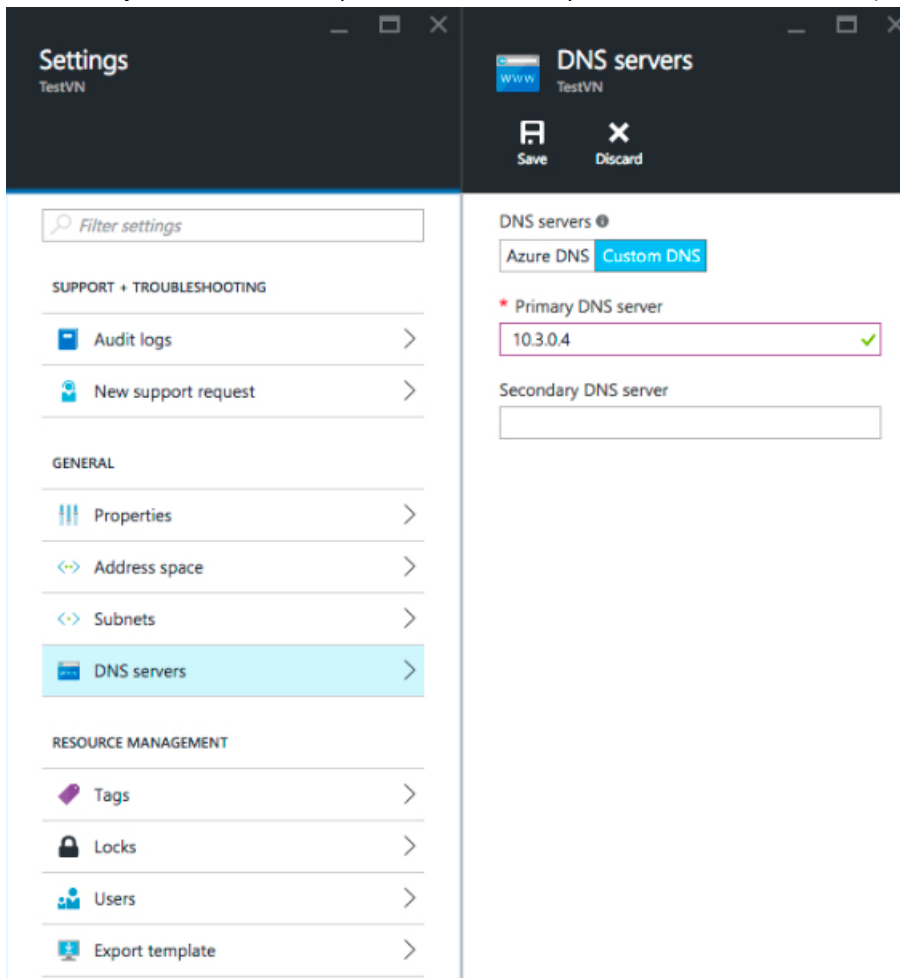 Settings
TestVN
Filter settings
SUPPORT + TROUBLESHOOTING
Audit logs
New support request
GENERAL
Properties
Address space
Subnets
DNS servers
RESOURCE MANAGEMENT
Tags
Locks
Users
Export template
www
DNS servers
TestVN
Save Discard
DNS servers
Azure DNS Custom DNS
* Primary DNS server
10.3.0.4
Secondary DNS server